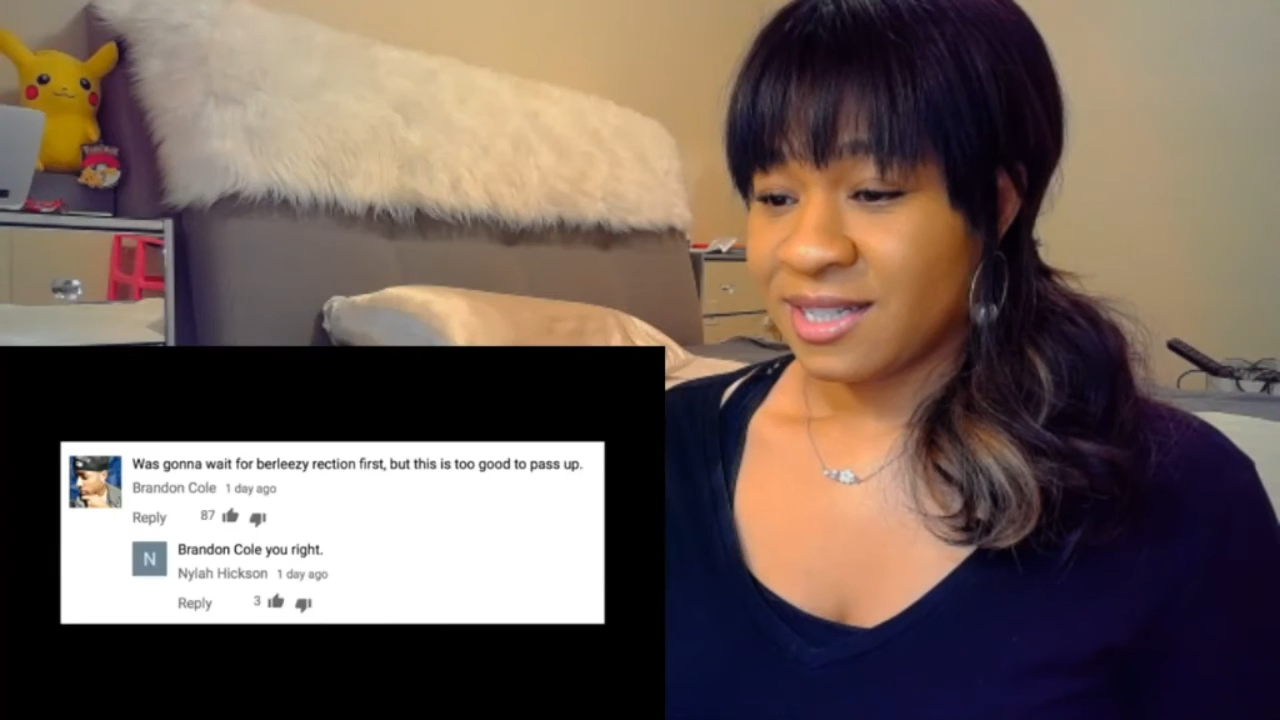 Was gonna wait for berleezy rection first, but this is too good to pass up.
Brandon Cole 1 day ago
Reply 87
N
Brandon Cole you right.
Nylah Hickson 1 day ago
Reply 3